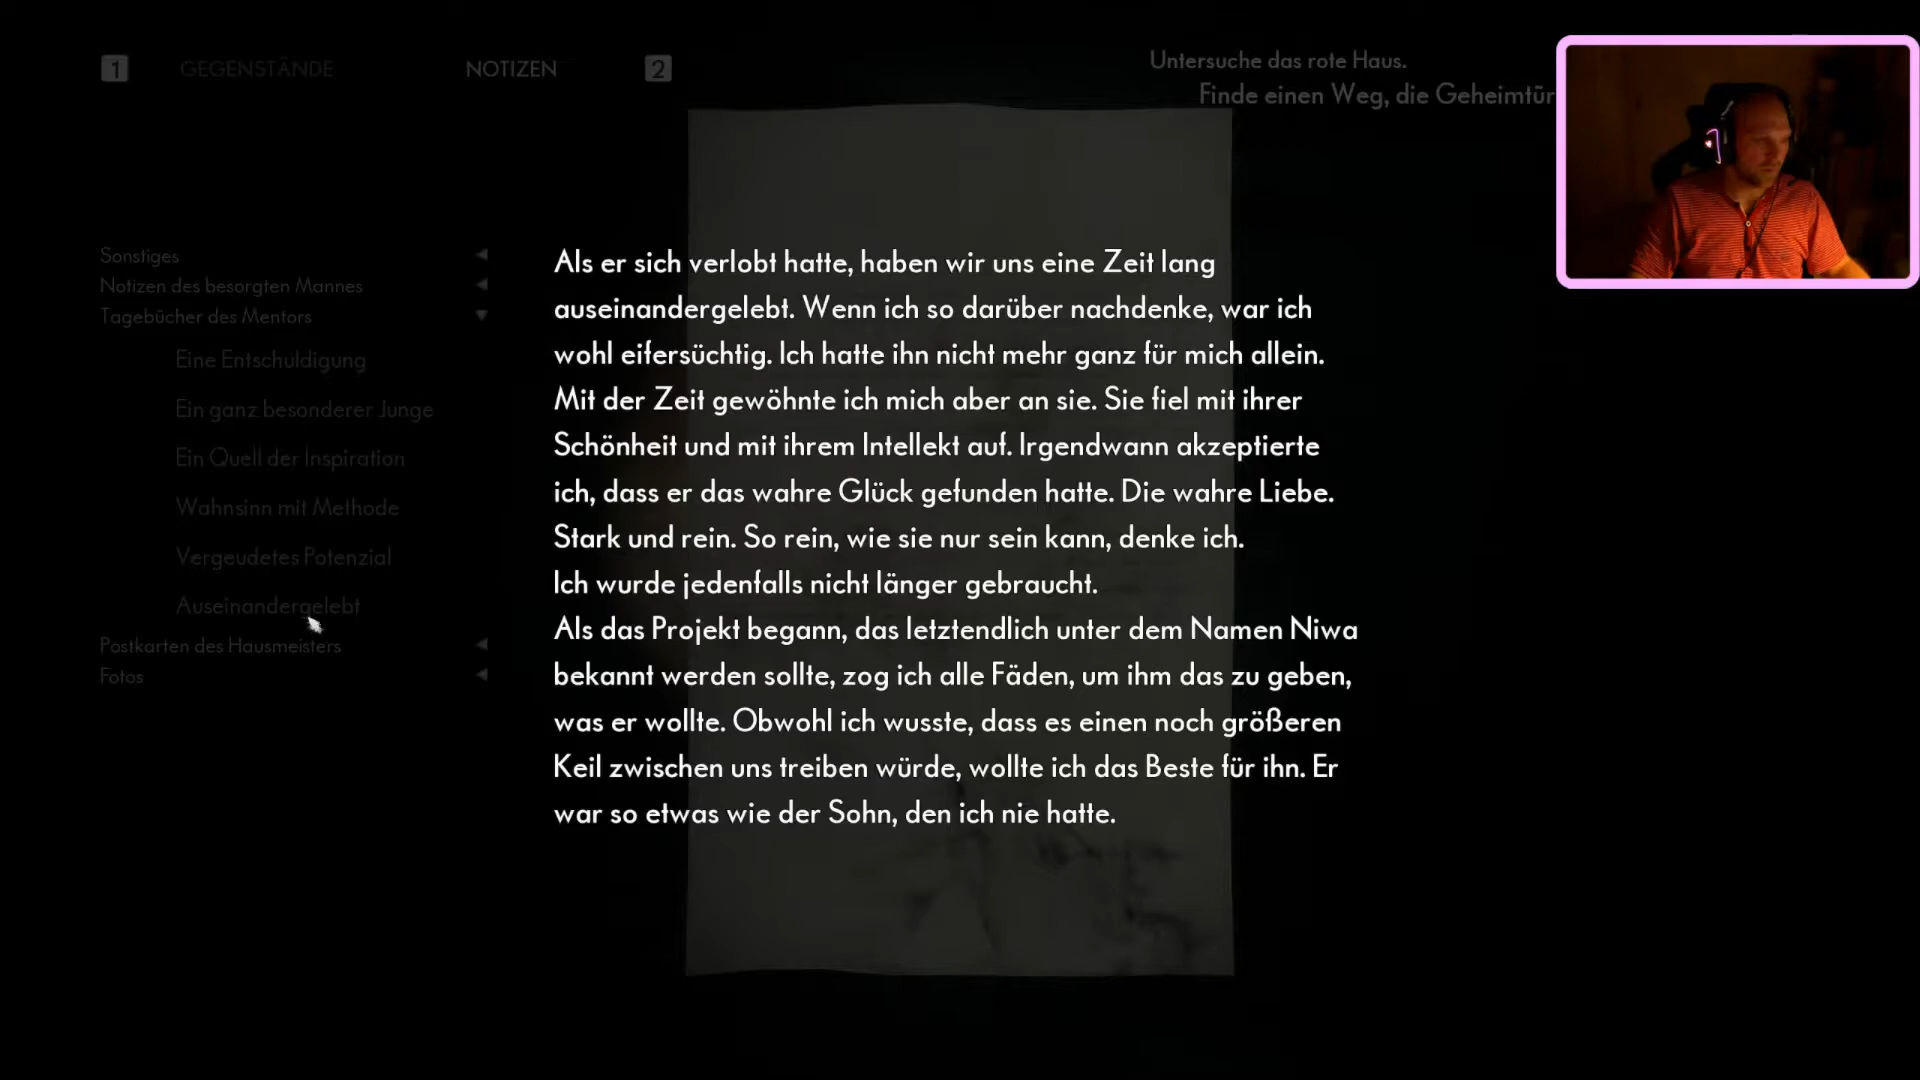 1
GEGENSTÄNDE
NOTIZEN
2
Untersuche das rote Haus.
Finde einen Weg, die Geheimtür
Sonstiges
Notizen des besorgten Mannes
Tagebücher des Mentors
Eine Entschuldigung
Ein ganz besonderer Junge
Ein Quell der Inspiration
Wahnsinn mit Methode
Vergeudetes Potenzial
Auseinandergelebt
Postkarten des Hausmeisters
Fotos
Als er sich verlobt hatte, haben wir uns eine Zeit lang
auseinandergelebt. Wenn ich so darüber nachdenke, war ich
wohl eifersüchtig. Ich hatte ihn nicht mehr ganz für mich allein.
Mit der Zeit gewöhnte ich mich aber an sie. Sie fiel mit ihrer
Schönheit und mit ihrem Intellekt auf. Irgendwann akzeptierte
ich, dass er das wahre Glück gefunden hatte. Die wahre Liebe.
Stark und rein. So rein, wie sie nur sein kann, denke ich.
Ich wurde jedenfalls nicht länger gebraucht.
Als das Projekt begann, das letztendlich unter dem Namen Niwa
bekannt werden sollte, zog ich alle Fäden, um ihm das zu geben,
was er wollte. Obwohl ich wusste, dass es einen noch größeren
Keil zwischen uns treiben würde, wollte ich das Beste für ihn. Er
war so etwas wie der Sohn, den ich nie hatte.